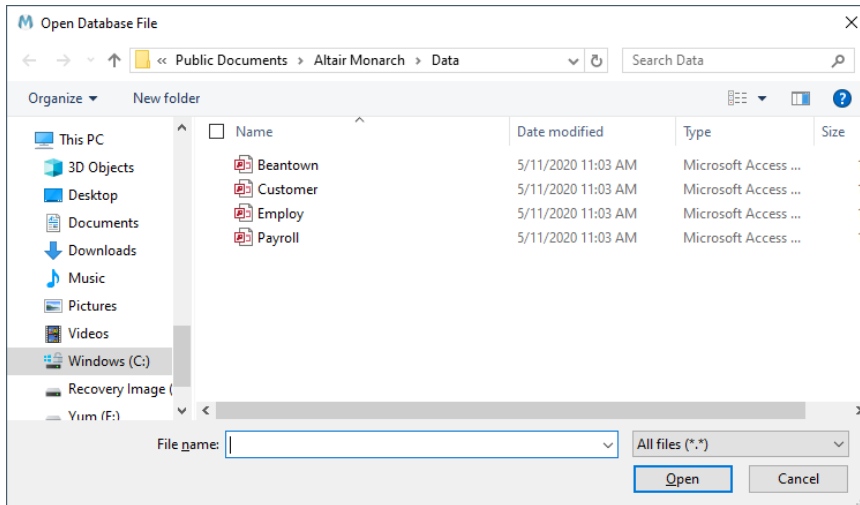 Open Database File
« Public Documents > Altair Monarch > Data
Search Data
Organize New folder
Name Date modified Type Size
This PC
3D Objects
Desktop
Documents
Downloads
Music
Pictures
Videos
Windows (C:)
Recovery Image (
Yum (F:)
Beantown 5/11/2020 11:03 AM Microsoft Access ...
Customer 5/11/2020 11:03 AM Microsoft Access ...
Employ 5/11/2020 11:03 AM Microsoft Access ...
Payroll 5/11/2020 11:03 AM Microsoft Access ...
File name:
All files (*.*)
Open Cancel